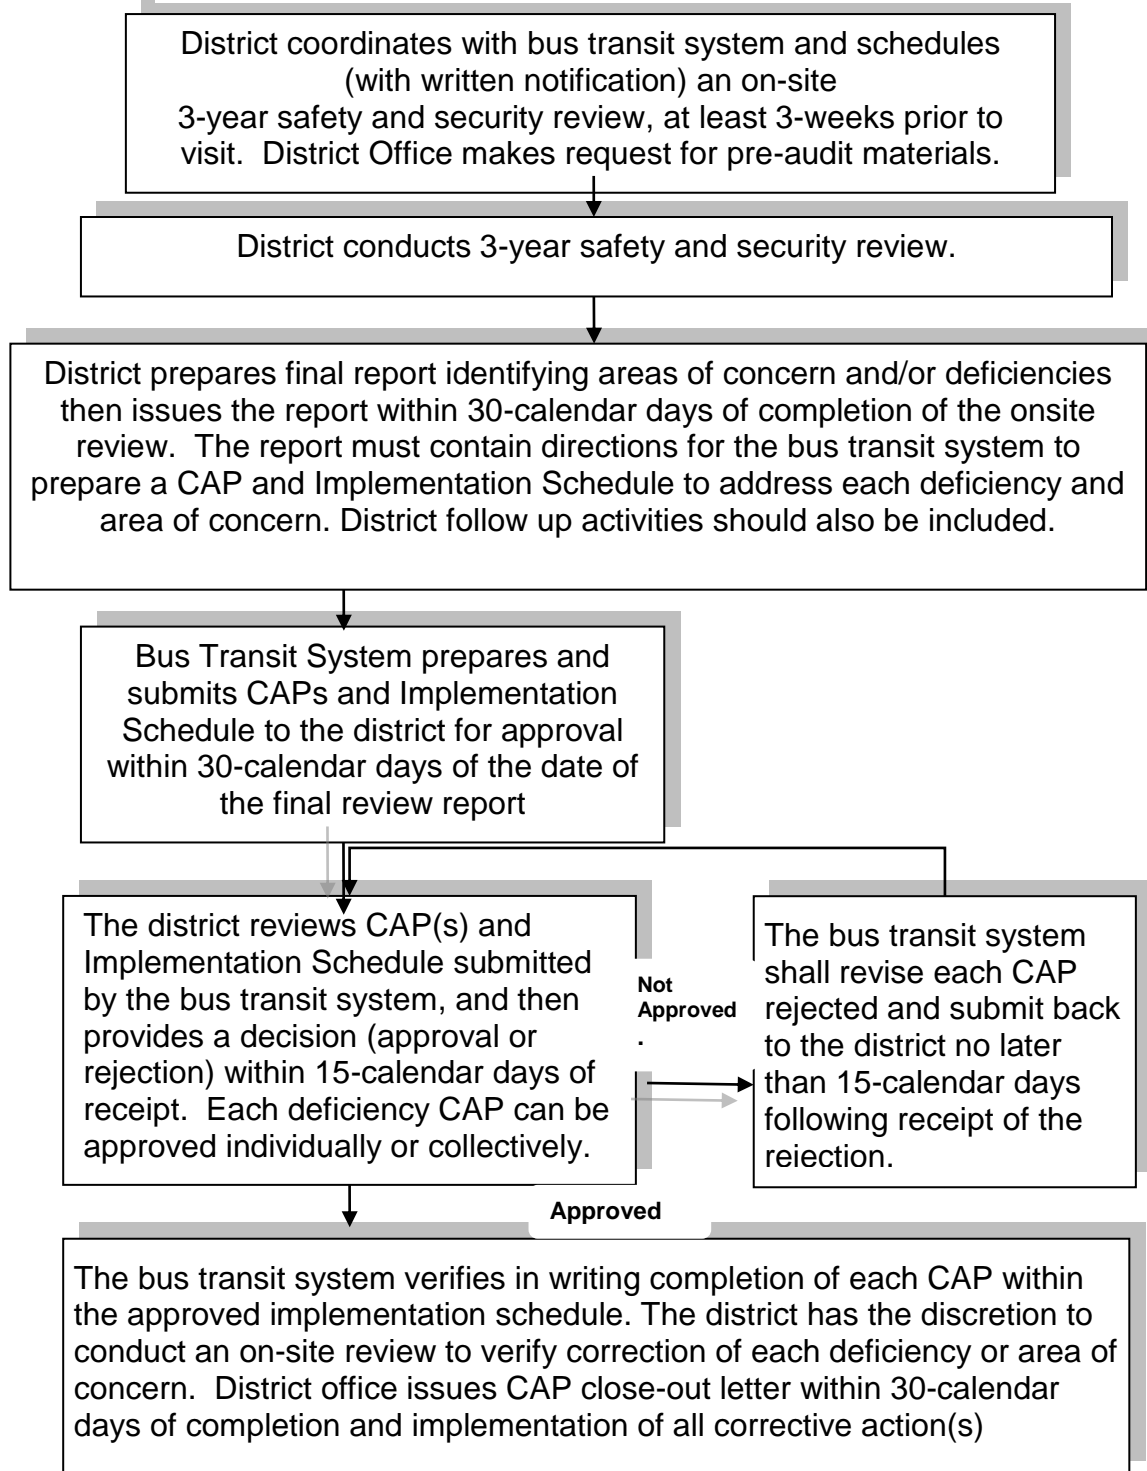 District coordinates with bus transit system and schedules
(with written notification) an on-site
3-year safety and security review, at least 3-weeks prior to
visit. District Office makes request for pre-audit materials.
District conducts 3-year safety and security review.
District prepares final report identifying areas of concern and/or deficiencies
then issues the report within 30-calendar days of completion of the onsite
review. The report must contain directions for the bus transit system to
prepare a CAP and Implementation Schedule to address each deficiency and
area of concern. District follow up activities should also be included.
Bus Transit System prepares and
submits CAPs and Implementation
Schedule to the district for approval
within 30-calendar days of the date of
the final review report
The district reviews CAP(s) and
Implementation Schedule submitted
by the bus transit system, and then
provides a decision (approval or
rejection) within 15-calendar days of
receipt. Each deficiency CAP can be
approved individually or collectively.
Not
Approved
.
The bus transit system
shall revise each CAP
rejected and submit back
to the district no later
than 15-calendar days
following receipt of the
rejection.
Approved
The bus transit system verifies in writing completion of each CAP within
the approved implementation schedule. The district has the discretion to
conduct an on-site review to verify correction of each deficiency or area of
concern. District office issues CAP close-out letter within 30-calendar
days of completion and implementation of all corrective action(s)